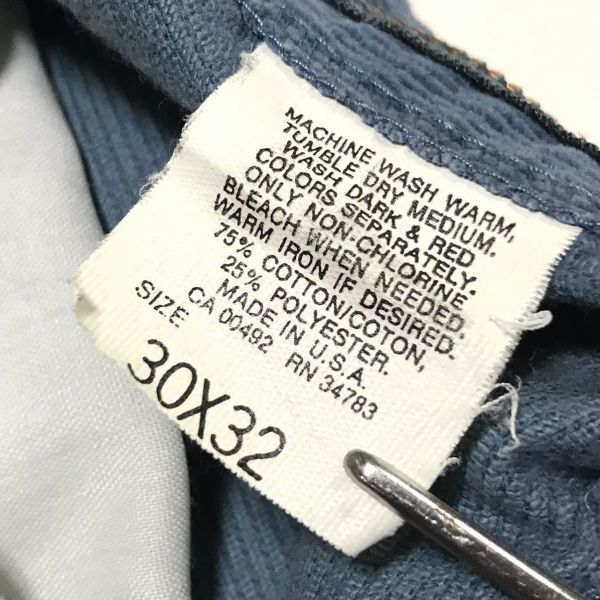 MACHINE WASH WARM,
TUMBLE DRY MEDIUM.
WASH DARK & RED
COLORS SEPARATELY.
ONLY NON-CHLORINE
BLEACH WHEN NEEDED.
WARM IRON IF DESIRED.
75% COTTON/COTON,
25% POLYESTER.
MADE IN U.S.A.
CA 00492 RN 34783
SIZE
30X32